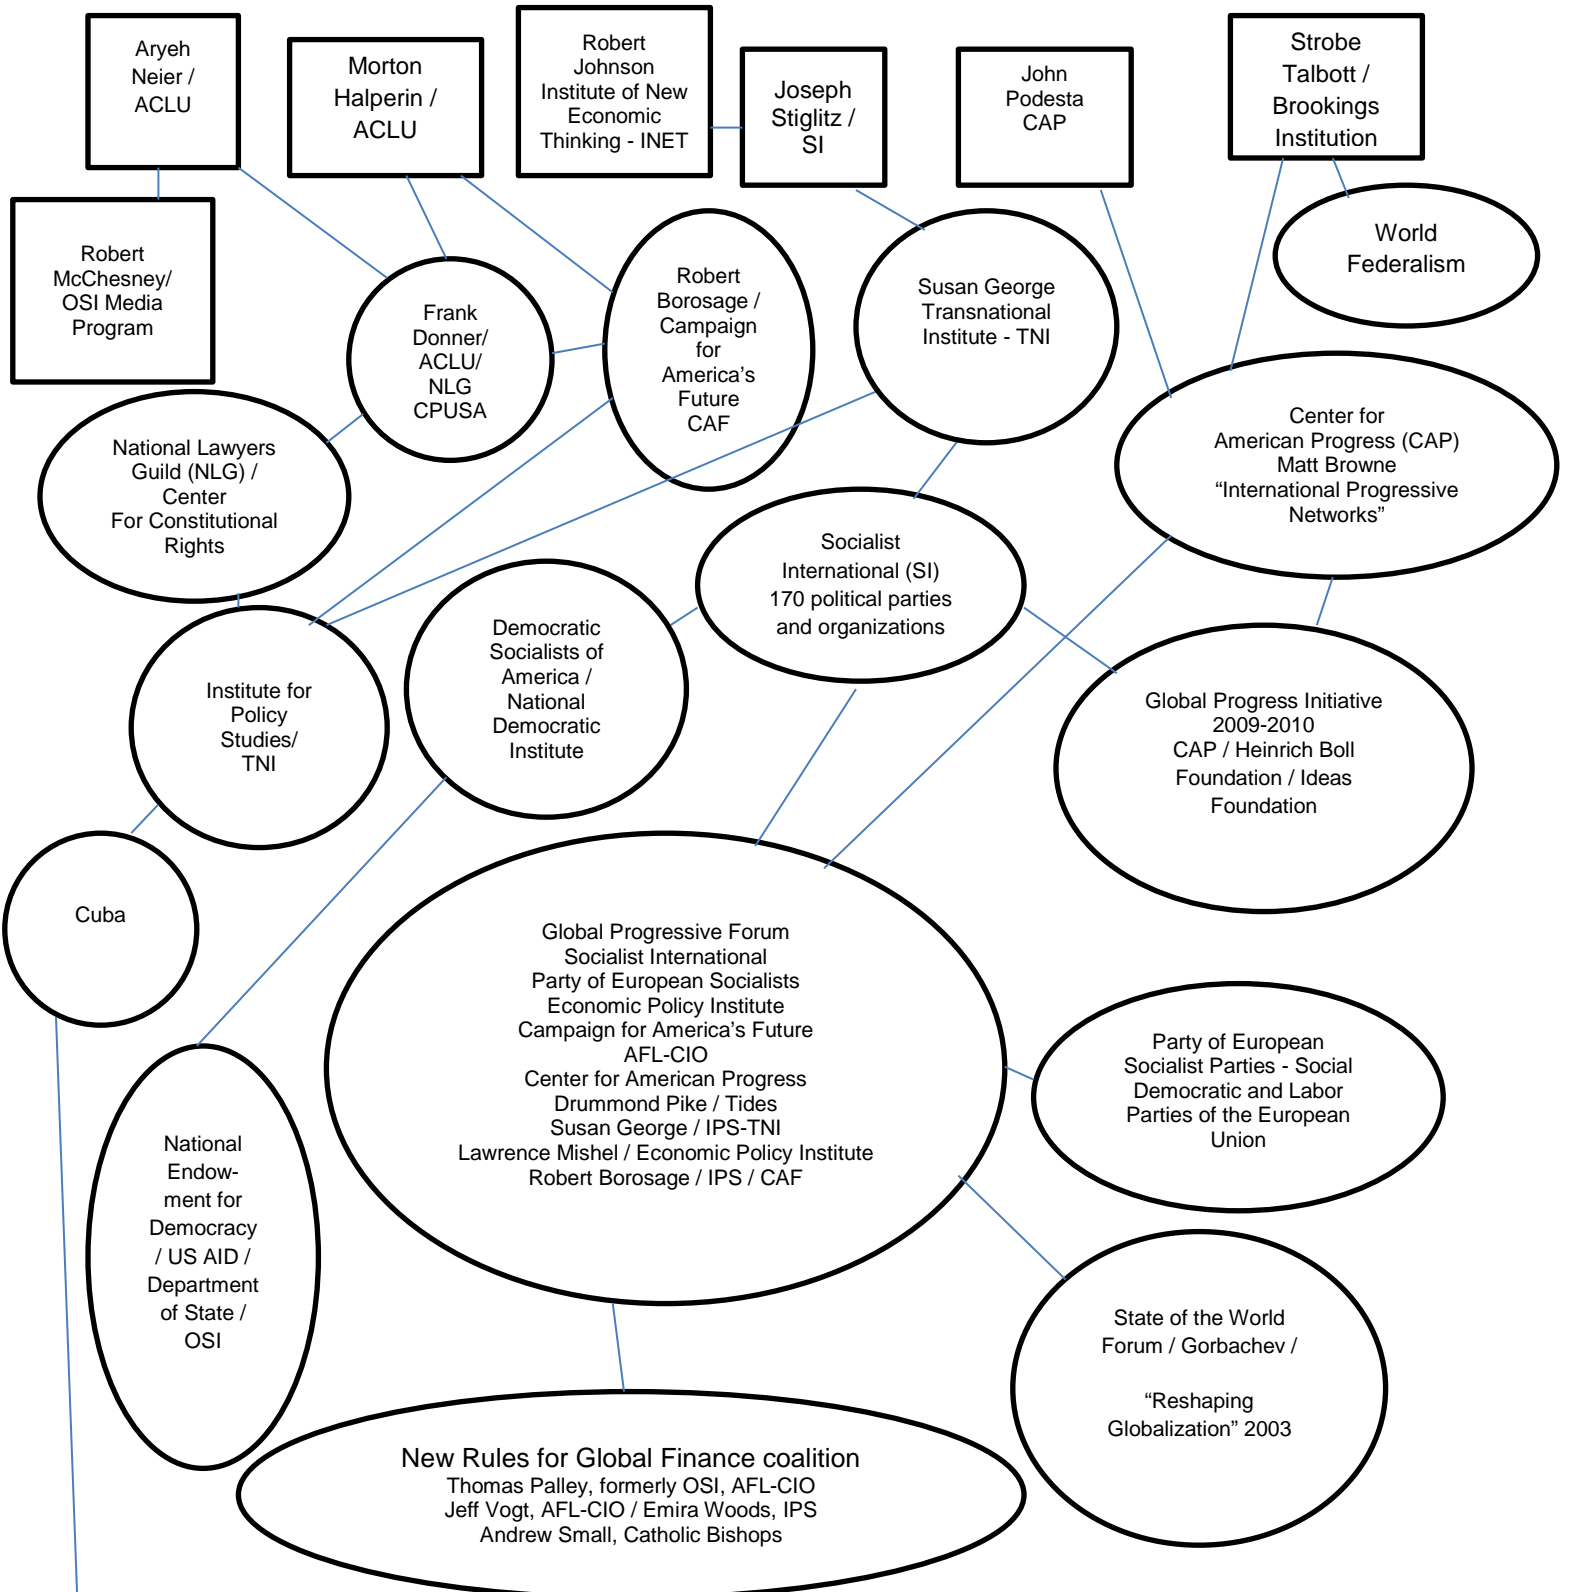 Aryeh
Neier /
ACLU
Morton
Halperin /
ACLU
Robert
Johnson
Institute of New
Economic
Thinking - INET
Joseph
Stiglitz /
SI
John
Podesta
CAP
Strobe
Talbott /
Brookings
Institution
Robert
McChesney/
OSI Media
Program
Frank
Donner/
ACLU/
NLG
CPUSA
Robert
Borosage /
Campaign
for
America's
Future
CAF
Susan George
Transnational
Institute - TNI
World
Federalism
National Lawyers
Guild (NLG) /
Center
For Constitutional
Rights
Center for
American Progress (CAP)
Matt Browne
“International Progressive
Networks”
Socialist
International (SI)
170 political parties
and organizations
Democratic
Socialists of
America /
National
Democratic
Institute
Institute for
Policy
Studies/
TNI
Global Progress Initiative
2009-2010
CAP / Heinrich Boll
Foundation / Ideas
Foundation
Cuba
Global Progressive Forum
Socialist International
Party of European Socialists
Economic Policy Institute
Campaign for America's Future
AFL-CIO
Center for American Progress
Drummond Pike / Tides
Susan George / IPS-TNI
Lawrence Mishel / Economic Policy Institute
Robert Borosage / IPS / CAF
Party of European
Socialist Parties - Social
Democratic and Labor
Parties of the European
Union
National
Endow-
ment for
Democracy
/ US AID /
Department
of State /
OSI
State of the World
Forum / Gorbachev /
“Reshaping
Globalization” 2003
New Rules for Global Finance coalition
Thomas Palley, formerly OSI, AFL-CIO
Jeff Vogt, AFL-CIO / Emira Woods, IPS
Andrew Small, Catholic Bishops